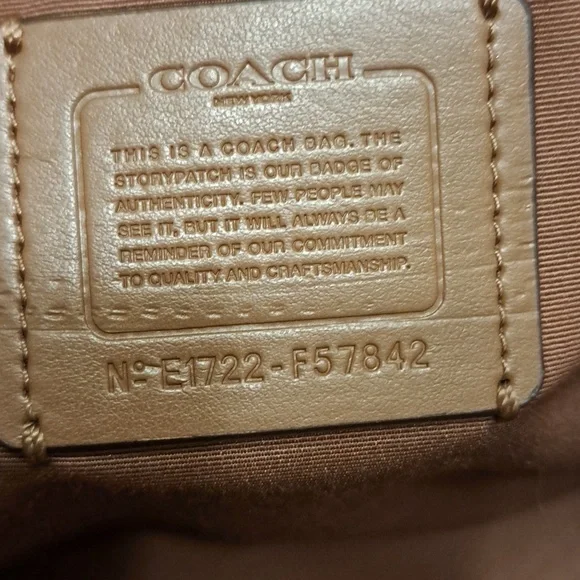 COACH
NEW YORK
THIS IS A COACH BAG. THE
STORYPATCH IS OUR BADGE OF
AUTHENTICITY. FEW PEOPLE MAY
SEE IT, BUT IT WILL ALWAYS BE A
REMINDER OF OUR COMMITMENT
TO QUALITY AND CRAFTSMANSHIP.
Nº E1722-F57842